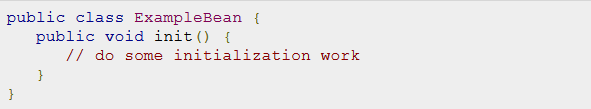 public class ExampleBean {
   public void init() {
      // do some initialization work
   }
}